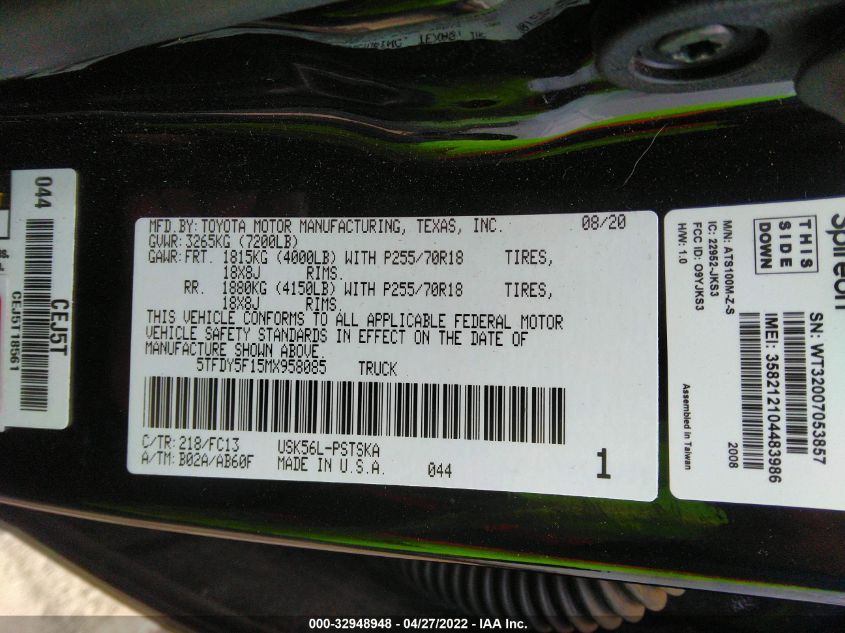 044
CEJ5T
CEJ5T18561
MFD.BY: TOYOTA MOTOR MANUFACTURING, TEXAS, INC. 08/20
GVWR: 3265KG (7200LB)
GAWR: FRT. 1815KG (4000LB) WITH P255/70R18 TIRES,
18X8J RIMS.
RR. 1880KG (4150LB) WITH P255/70R18 TIRES,
18X8J RIMS.
THIS VEHICLE CONFORMS TO ALL APPLICABLE FEDERAL MOTOR
VEHICLE SAFETY STANDARDS IN EFFECT ON THE DATE OF
MANUFACTURE SHOWN ABOVE.
5TFDY5F15MX958085 TRUCK
C/TR: 218/FC13 USK56L-PSTSKA
A/TM: B02A/AB60F MADE IN U.S.A. 044 1
Spireon
THIS
SIDE
DOWN
M/N: ATS100M-Z-S
IC: 22952-JKS3
FCC ID: O9YJKS3
H/W: 1.0
SN: WT32007053857
IMEI: 358212104483986
Assembled in Taiwan
2008
000-32948948 - 04/27/2022 - IAA Inc.